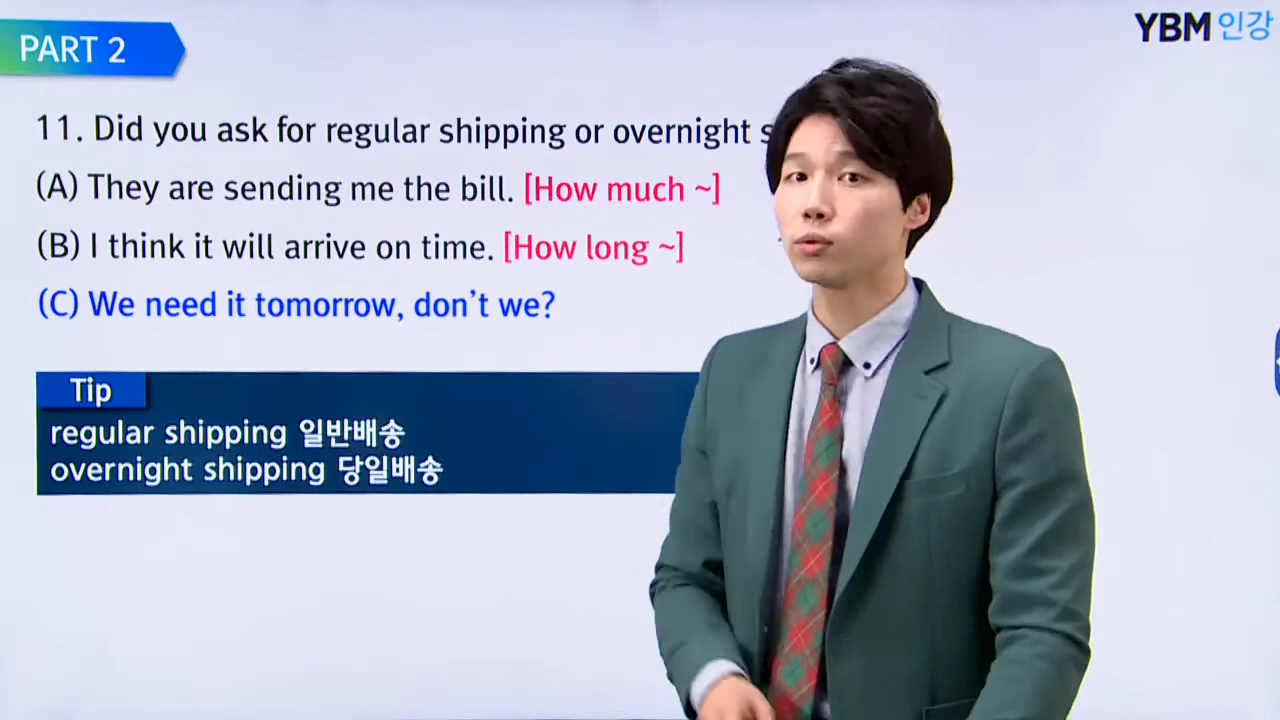 PART 2
YBM 인강
11. Did you ask for regular shipping or overnight
(A) They are sending me the bill. [How much ~]
(B) I think it will arrive on time. [How long ~]
(C) We need it tomorrow, don't we?
Tip
regular shipping 일반배송
overnight shipping 당일배송